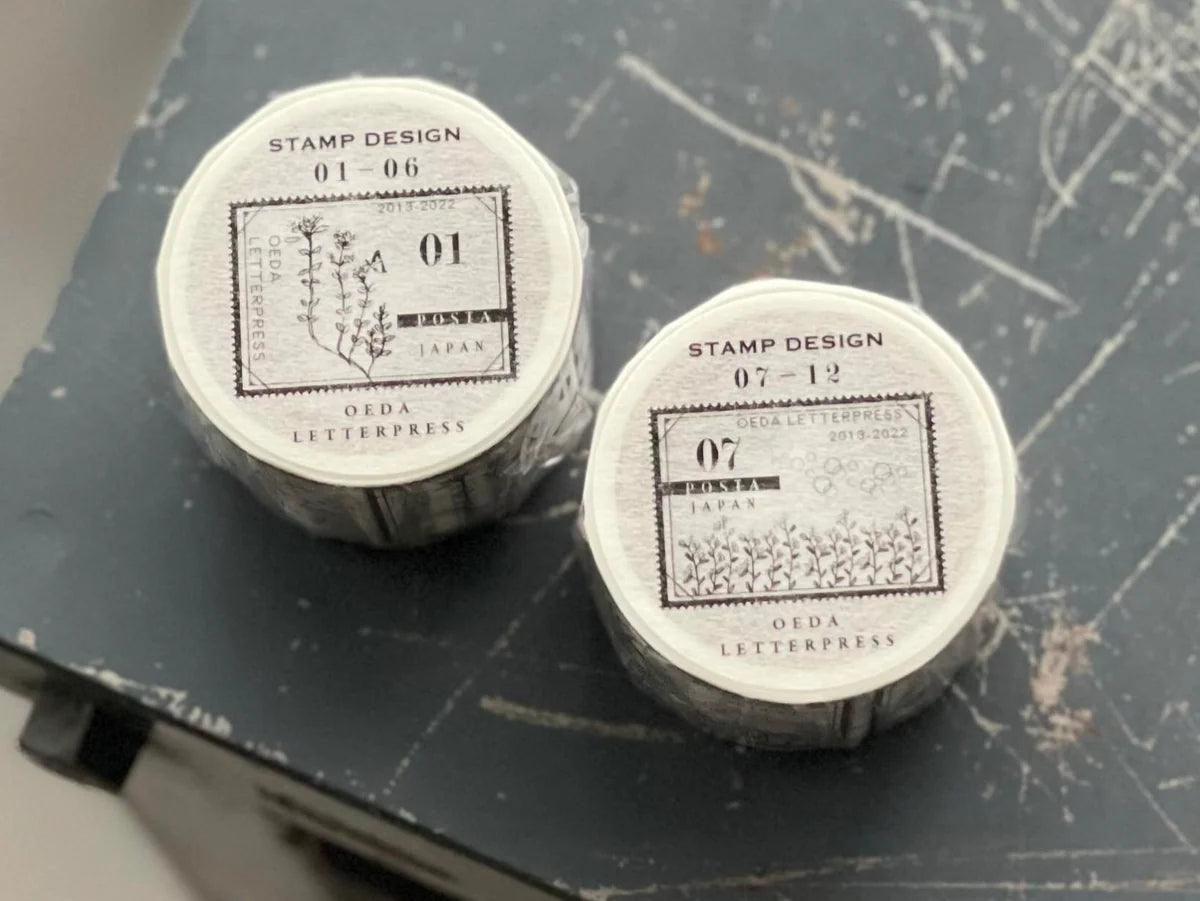 STAMP DESIGN
01-06
2013-2022
01
OEDA
LETTERPRESS
POSTA
JAPAN
OEDA
LETTERPRESS
STAMP DESIGN
07-12
OEDA LETTERPRESS
2013-2022
07
POSTA
JAPAN
OEDA
LETTERPRESS